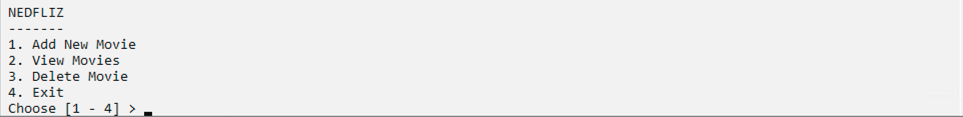 NEDFLIZ
-------
1. Add New Movie
2. View Movies
3. Delete Movie
4. Exit
Choose [1 - 4] >